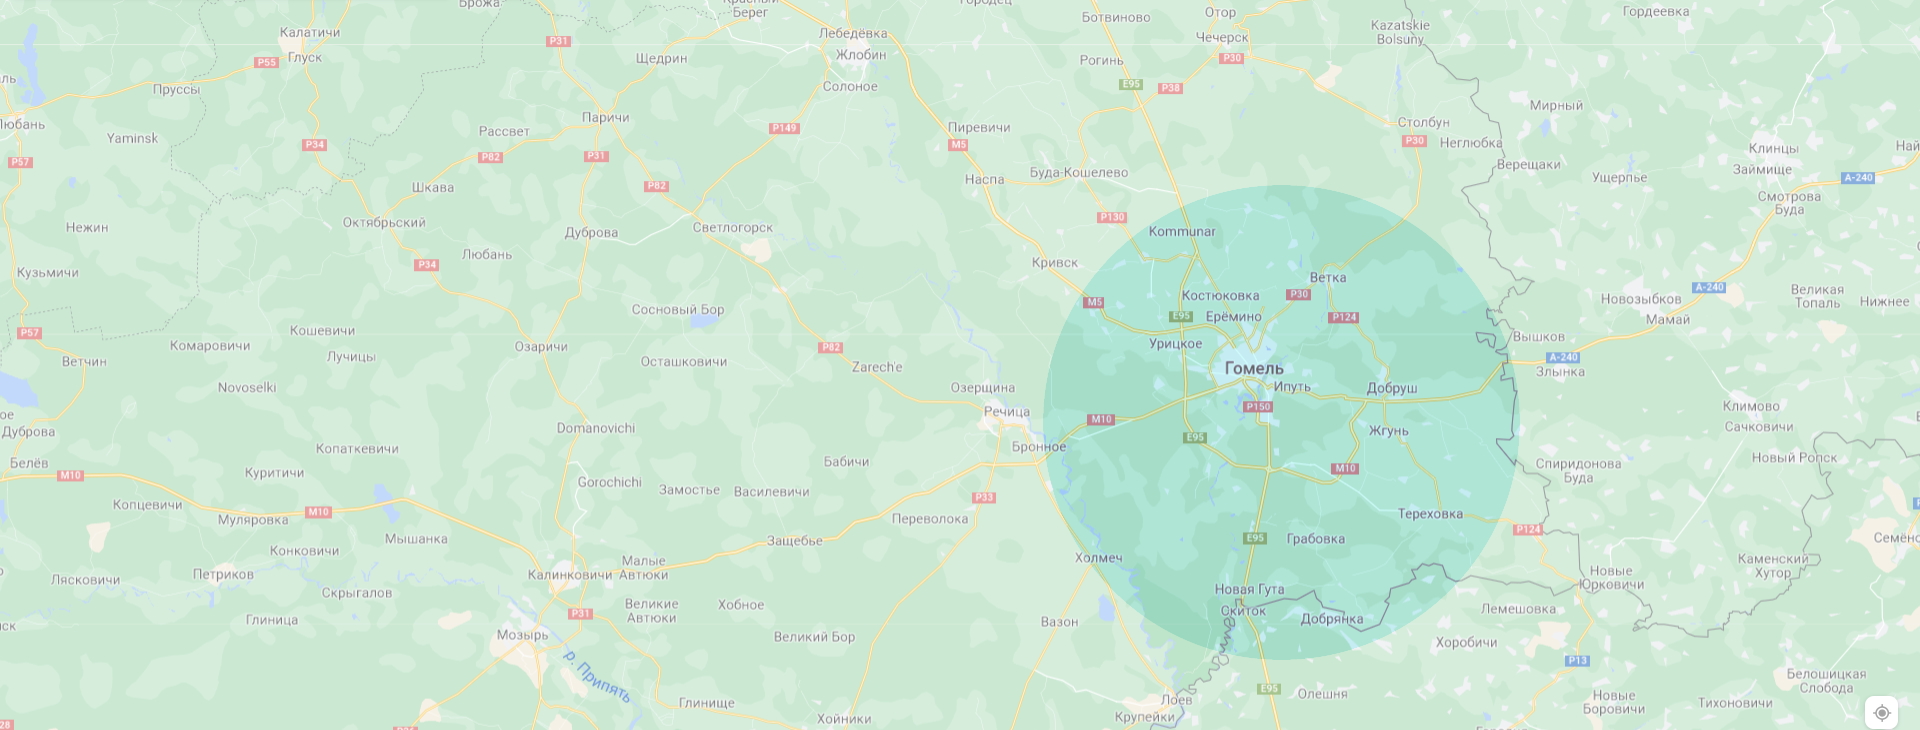 Брожа
Красный
Берег
Городец
Ботвиново
Отор
Kazatskie
Bolsuny
Гордеевка
Калатичи
Глуск
P31
Лебедёвка
Жлобин
Чечерск
P30
Щедрин
Рогинь
P55
Солоное
E95
P38
Пруссы
Мирный
Любань
Yaminsk
Рассвет
Паричи
P149
Пиревичи
M5
Столбун
P30
Неглюбка
Клинцы
Займище
P57
P34
P82
P31
Верещаки
Ущерпье
A-240
Шкава
P82
Наспа
Буда-Кошелево
Смотрова
Буда
Нежин
Октябрьский
Дуброва
Светлогорск
P130
Kommunar
Кузьмичи
P34
Любань
Кривск
Ветка
A-240
Новозыбков
Великая
Топаль
Нижнее
Сосновый Бор
M5
Костюковка
P30
Ерёмино
E95
P124
Мамай
P57
Кошевичи
Комаровичи
Лучицы
Озаричи
P82
Урицкое
Вышков
A-240
Злынка
Ветчин
Осташковичи
Zarech'e
Гомель
Novoselki
Озерщина
Ипуть
Добруш
Речица
P150
Климово
Сачковичи
Дуброва
Domanovichi
M10
Жгунь
Копаткевичи
Бронное
E95
Белёв
M10
Куритичи
Бабичи
M10
Спиридонова
Буда
Новый Ропск
Gorochichi
Замостье
Василевичи
P33
Копцевичи
Муляровка
M10
Переволока
Тереховка
P124
Мышанка
Защебье
E95
Грабовка
Конковичи
Холмеч
Каменский
Хутор
Лясковичи
Петриков
Калинковичи
Малые
Автюки
Новые
Юрковичи
Скрыгалов
Новая Гута
Глиница
P31
Великие
Автюки
Хобное
Скиток
Добрянка
Лемешовка
Мозырь
Великий Бор
Вазон
Хоробичи
P13
р. Припять
E95
Олешня
Белошицкая
Слобода
Глинище
Хойники
Лоев
Крупейки
Новые
Боровичи
Тихоновичи